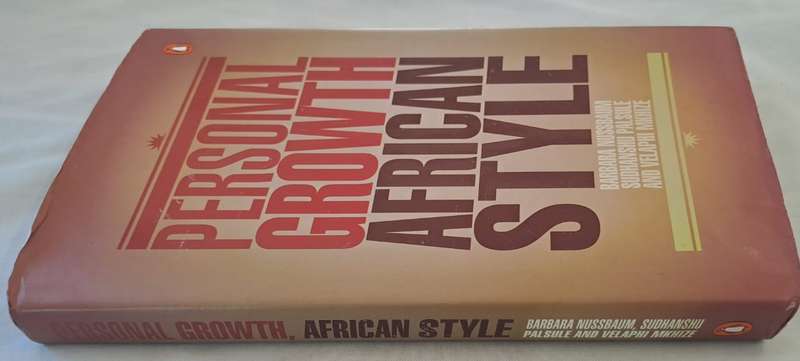 PERSONAL
GROWTH
AFRICAN
STYLE
BARBARA NUSSBAUM
SUDHANSHU PALSULE
AND VELAPHI MKHIZE
PERSONAL GROWTH, AFRICAN STYLE
BARBARA NUSSBAUM, SUDHANSHU
PALSULE AND VELAPHI MKHIZE